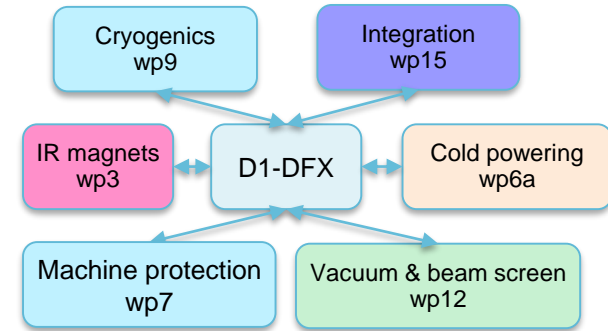 Cryogenics
wp9
Integration
wp15
IR magnets
wp3
D1-DFX
Cold powering
wp6a
Machine protection
wp7
Vacuum & beam screen
wp12